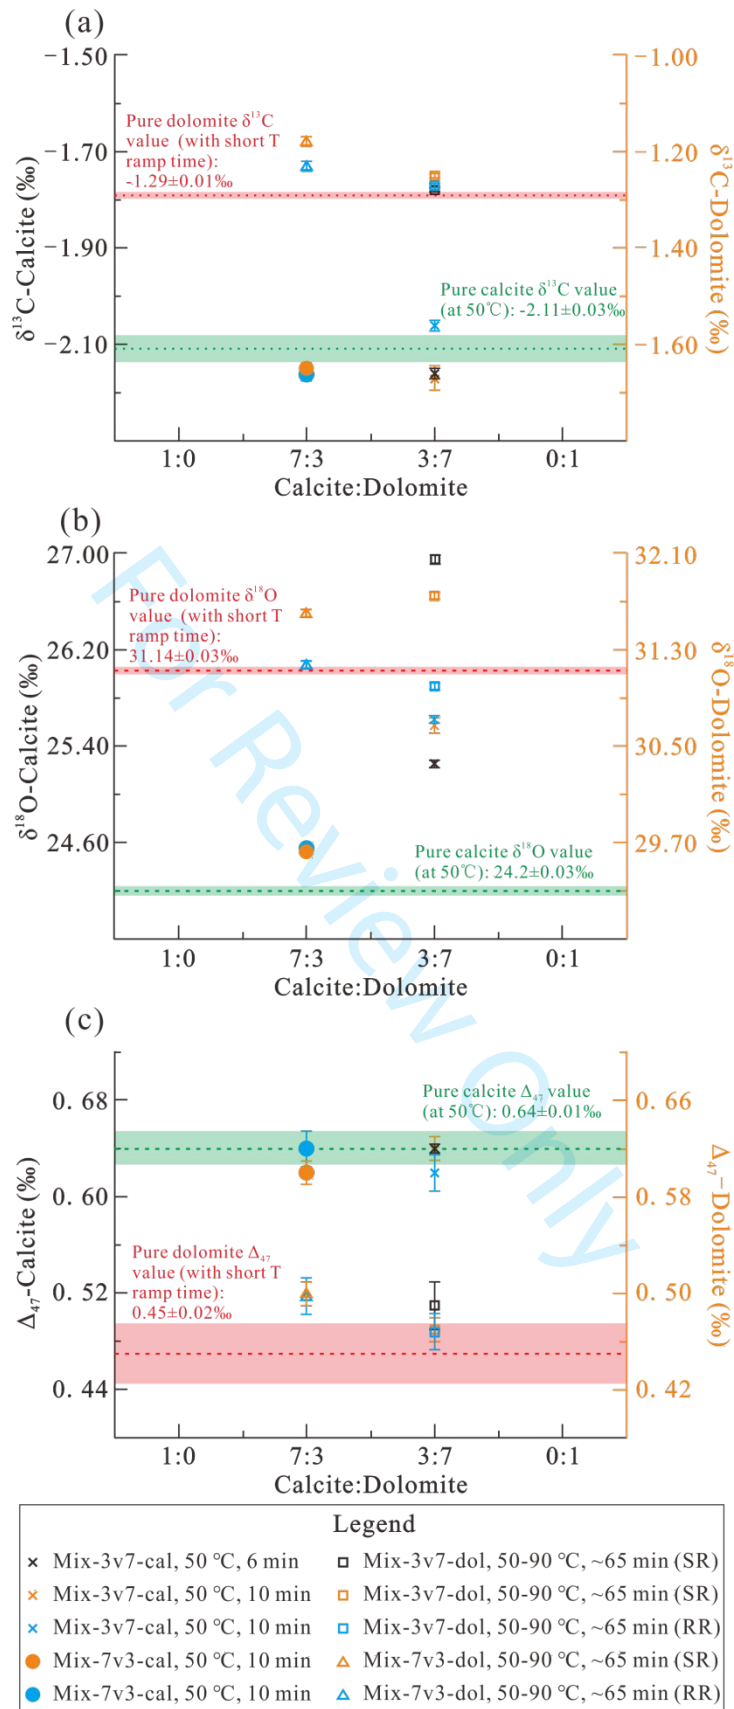 (a)
−1.50
−1.00
Pure dolomite δ¹³C
value (with short T
ramp time):
-1.29±0.01‰
−1.70
−1.20
−1.90
−1.40
Pure calcite δ¹³C value
(at 50℃): -2.11±0.03‰
−2.10
−1.60
δ¹³C-Calcite (‰)
δ¹³C-Dolomite (‰)
1:0 7:3 3:7 0:1
Calcite:Dolomite
(b)
27.00
32.10
Pure dolomite δ¹⁸O
value (with short T
ramp time):
31.14±0.03‰
26.20
31.30
25.40
30.50
24.60
29.70
Pure calcite δ¹⁸O value
(at 50℃): 24.2±0.03‰
δ¹⁸O-Calcite (‰)
δ¹⁸O-Dolomite (‰)
1:0 7:3 3:7 0:1
Calcite:Dolomite
(c)
Pure calcite Δ₄₇ value
(at 50℃): 0.64±0.01‰
0.68
0.66
0.60
0.58
Pure dolomite Δ₄₇
value (with short T
ramp time):
0.45±0.02‰
0.52
0.50
0.44
0.42
Δ₄₇-Calcite (‰)
Δ₄₇-Dolomite (‰)
1:0 7:3 3:7 0:1
Calcite:Dolomite
For Review Only
Legend
Mix-3v7-cal, 50 ℃, 6 min
Mix-3v7-cal, 50 ℃, 10 min
Mix-3v7-cal, 50 ℃, 10 min
Mix-7v3-cal, 50 ℃, 10 min
Mix-7v3-cal, 50 ℃, 10 min
Mix-3v7-dol, 50-90 ℃, ~65 min (SR)
Mix-3v7-dol, 50-90 ℃, ~65 min (SR)
Mix-3v7-dol, 50-90 ℃, ~65 min (RR)
Mix-7v3-dol, 50-90 ℃, ~65 min (SR)
Mix-7v3-dol, 50-90 ℃, ~65 min (RR)